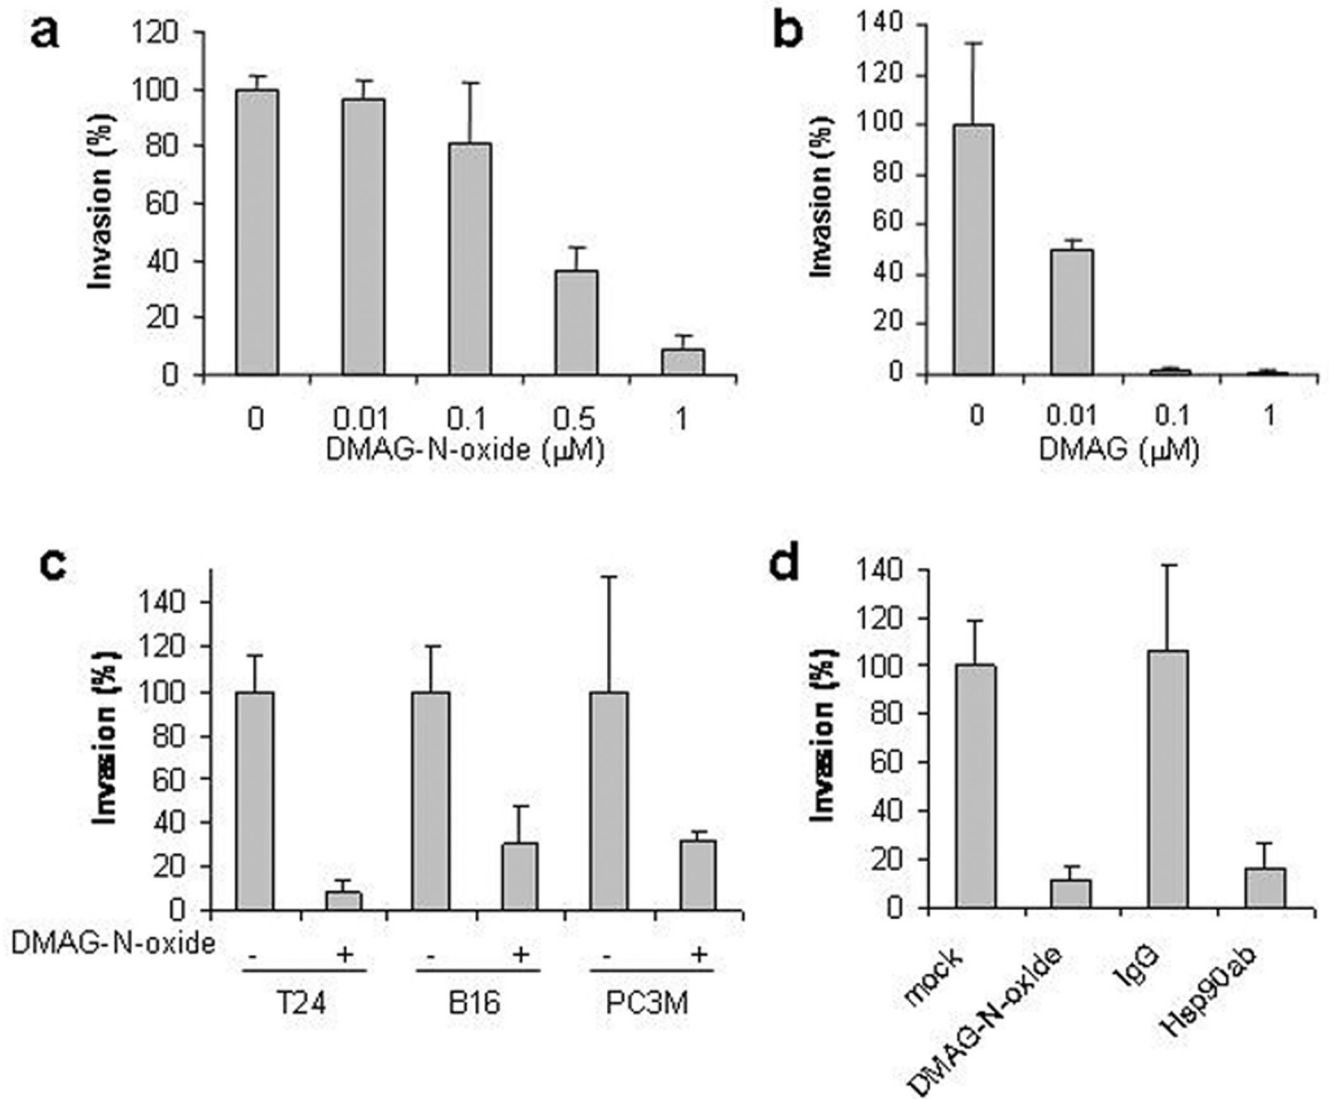 a
120
100
80
60
40
20
0
Invasion (%)
0 0.01 0.1 0.5 1
DMAG-N-oxide (μM)
b
140
120
100
80
60
40
20
0
Invasion (%)
0 0.01 0.1 1
DMAG (μM)
c
140
120
100
80
60
40
20
0
Invasion (%)
DMAG-N-oxide - + - + - +
T24 B16 PC3M
d
140
120
100
80
60
40
20
0
Invasion (%)
mock
DMAG-N-oxide
IgG
Hsp90ab